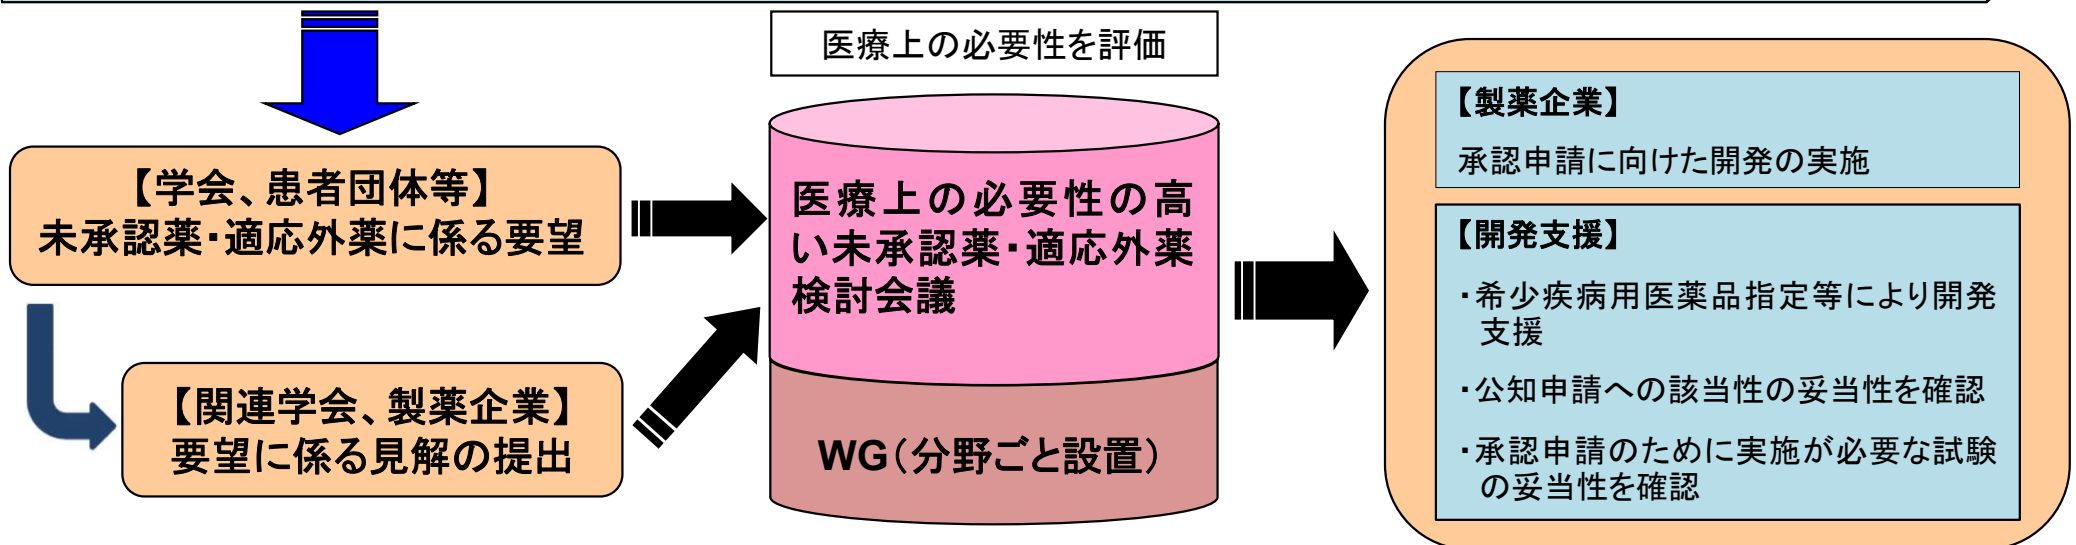 医療上の必要性を評価
【学会、患者団体等】
未承認薬・適応外薬に係る要望
【関連学会、製薬企業】
要望に係る見解の提出
医療上の必要性の高
い未承認薬・適応外薬
検討会議
WG(分野ごと設置)
【製薬企業】
承認申請に向けた開発の実施
【開発支援】
・希少疾病用医薬品指定等により開発
支援
・公知申請への該当性の妥当性を確認
・承認申請のために実施が必要な試験
の妥当性を確認